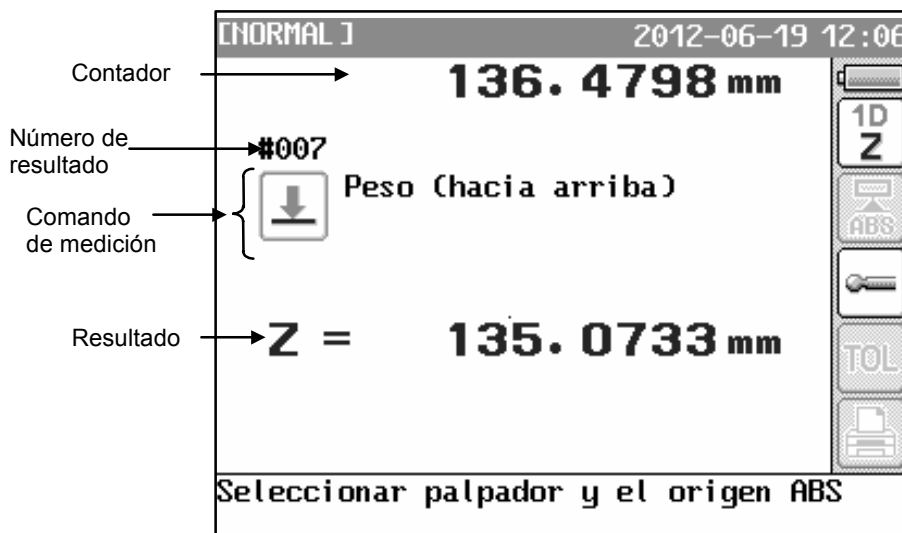 [NORMAL] 2012-06-19 12:06
Contador
136.4798 mm
1D
Z
Número de
resultado
#007
Peso (hacia arriba)
ABS
Comando
de medición
Resultado
Z = 135.0733 mm
TOL
Seleccionar palpador y el origen ABS